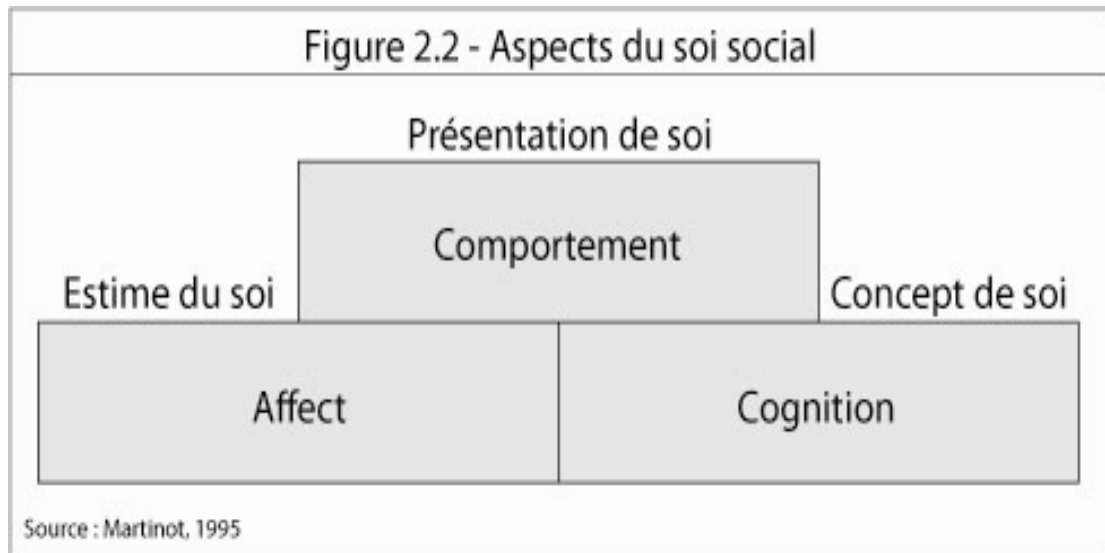 Figure 2.2 - Aspects du soi social
Présentation de soi
Comportement
Estime du soi
Concept de soi
Affect
Cognition
Source : Martinot, 1995